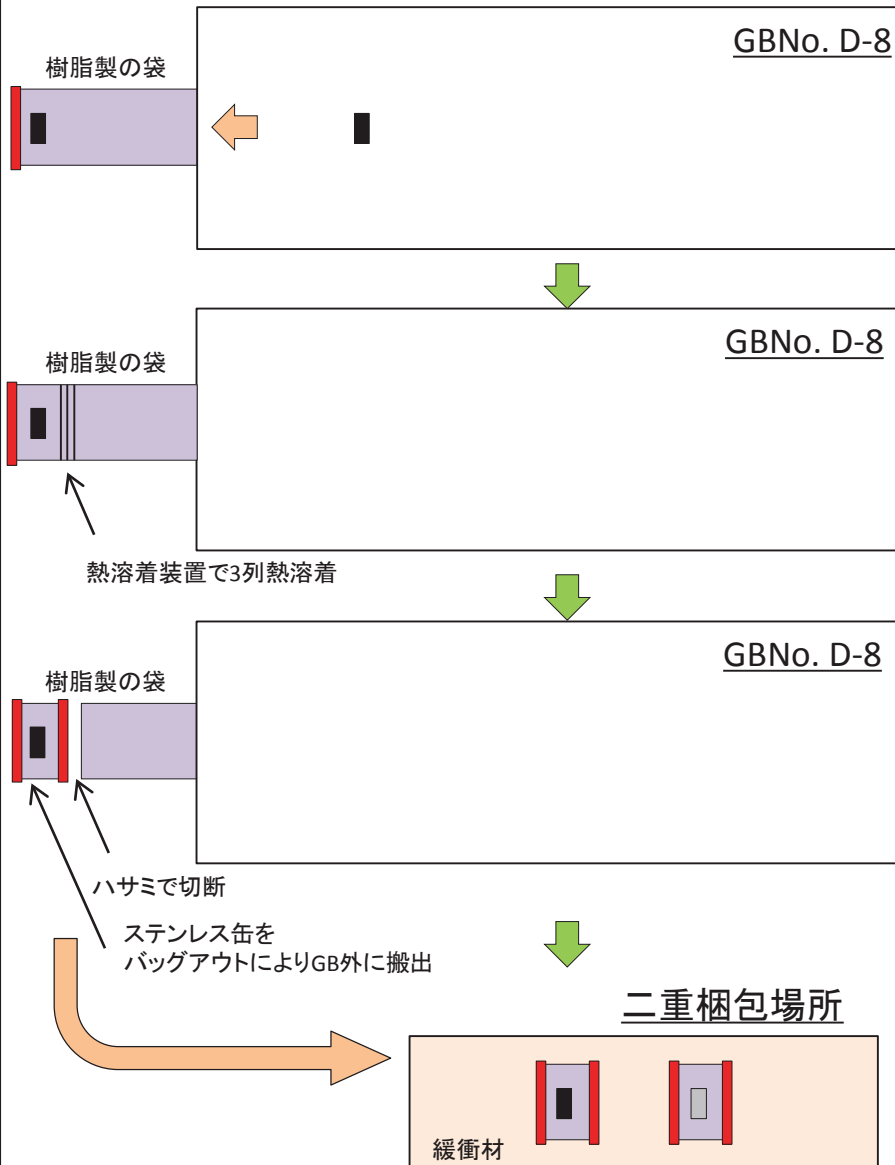 GBNo. D-8
樹脂製の袋
GBNo. D-8
樹脂製の袋
熱溶着装置で3列熱溶着
GBNo. D-8
樹脂製の袋
ハサミで切断
ステンレス缶を
バッグアウトによりGB外に搬出
二重梱包場所
緩衝材